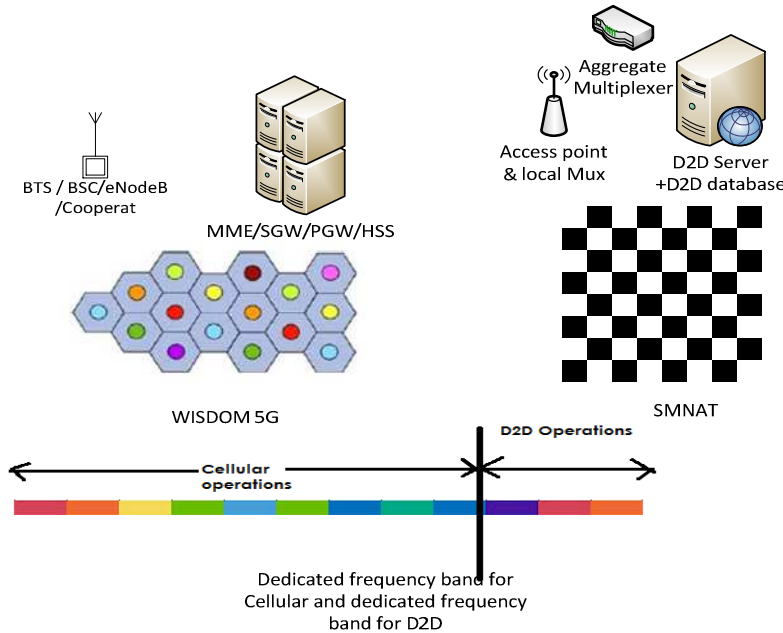 BTS / BSC/eNodeB
/Cooperat
MME/SGW/PGW/HSS
Aggregate
Multiplexer
Access point
& local Mux
D2D Server
+D2D database
WISDOM 5G
SMNAT
D2D Operations
Cellular
operations
Dedicated frequency band for
Cellular and dedicated frequency
band for D2D